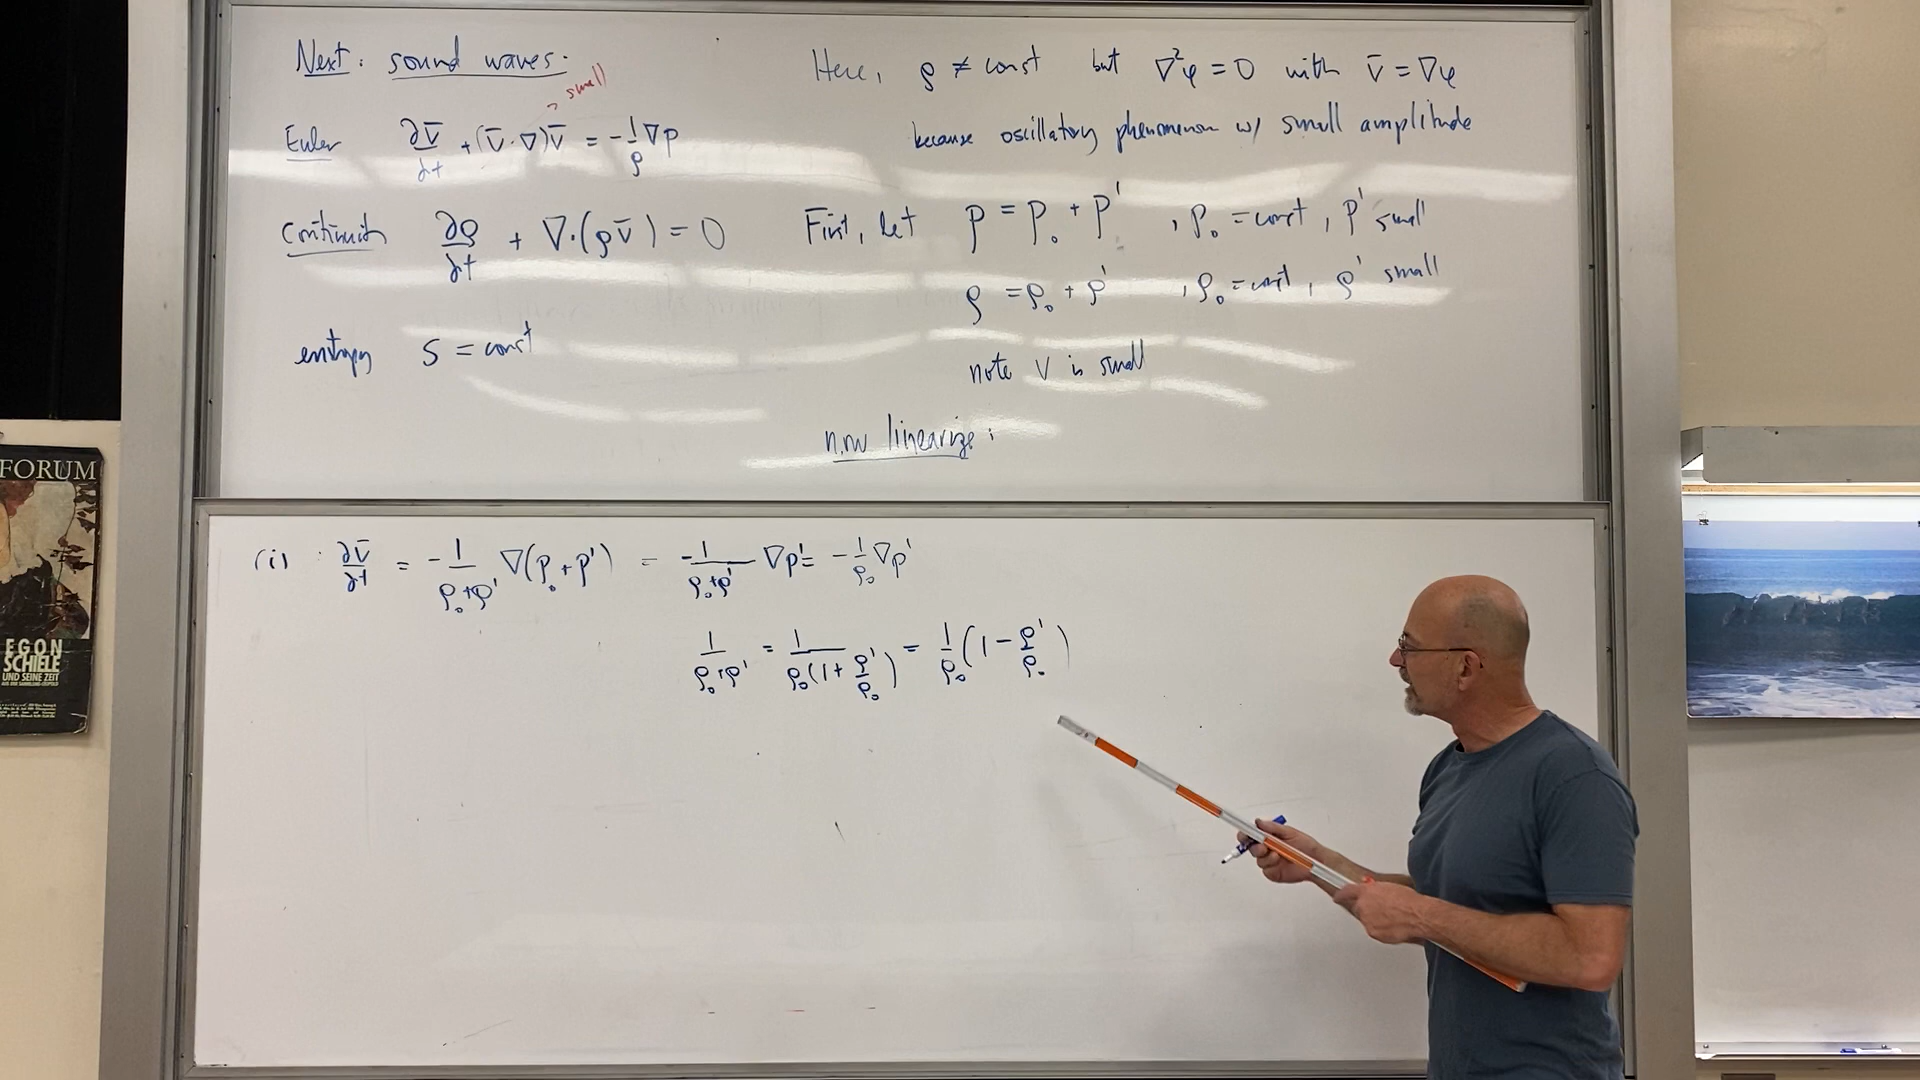 Next: sound waves.
→ small
Euler ∂v̄/∂t + (v̄·∇)v̄ = -1/ρ ∇p
Continuity ∂ρ/∂t + ∇·(ρv̄) = 0
entropy S = const
Here, ρ ≠ const but ∇²φ = 0 with v̄ = ∇φ
because oscillatory phenomenon w/ small amplitude
First, let p = p₀ + p' , p₀ = const, p' small
ρ = ρ₀ + ρ' , ρ₀ = const, ρ' small
note v is small
now linearize:
(i) ∂v̄/∂t = -1/(ρ₀+ρ') ∇(p₀+p') = -1/(ρ₀+ρ') ∇p' = -1/ρ₀ ∇p'
1/(ρ₀+ρ') = 1/(ρ₀(1+ρ'/ρ₀)) = 1/ρ₀ (1 - ρ'/ρ₀)
FORUM
EGON
SCHIELE
UND SEINE ZEIT